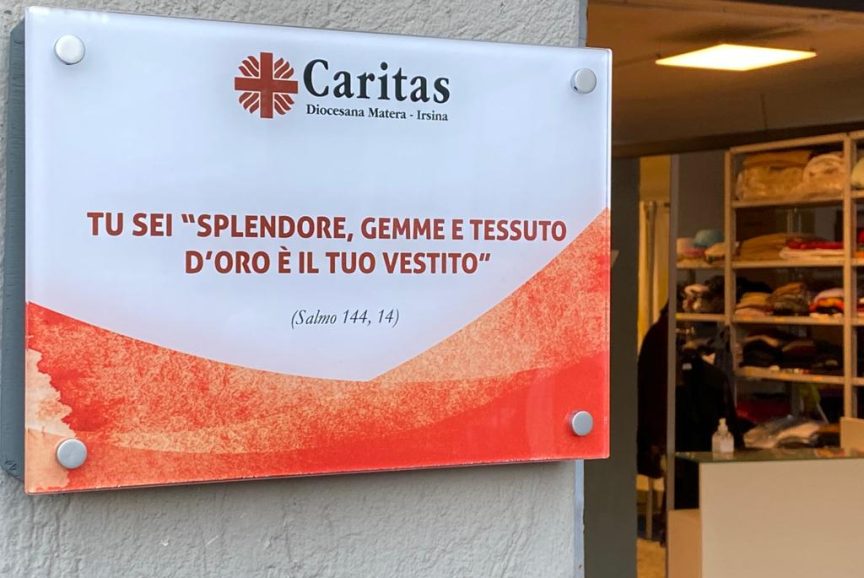 Caritas
Diocesana Matera - Irsina
TU SEI “SPLENDORE, GEMME E TESSUTO
D’ORO È IL TUO VESTITO”
(Salmo 144, 14)